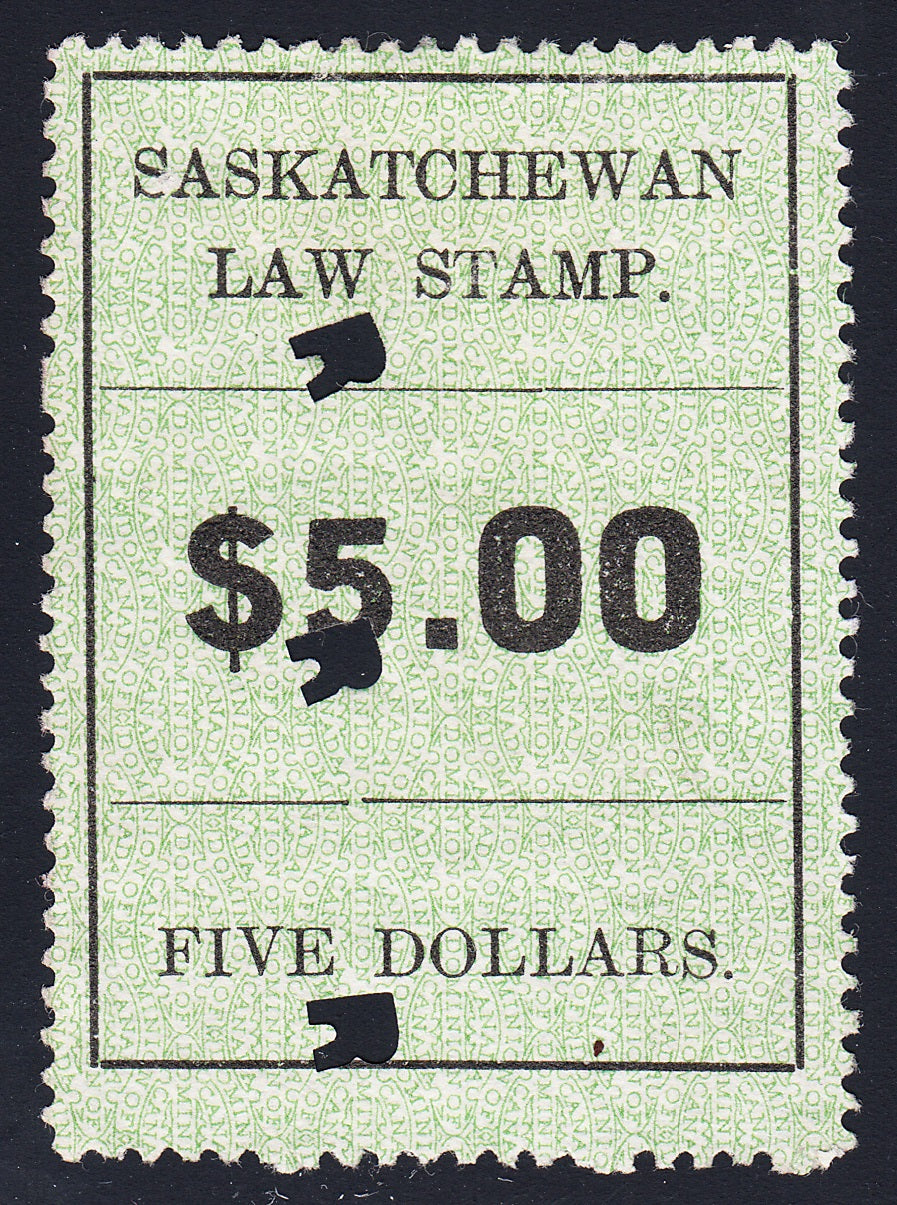 SASKATCHEWAN
LAW STAMP.
$5.00
FIVE DOLLARS.